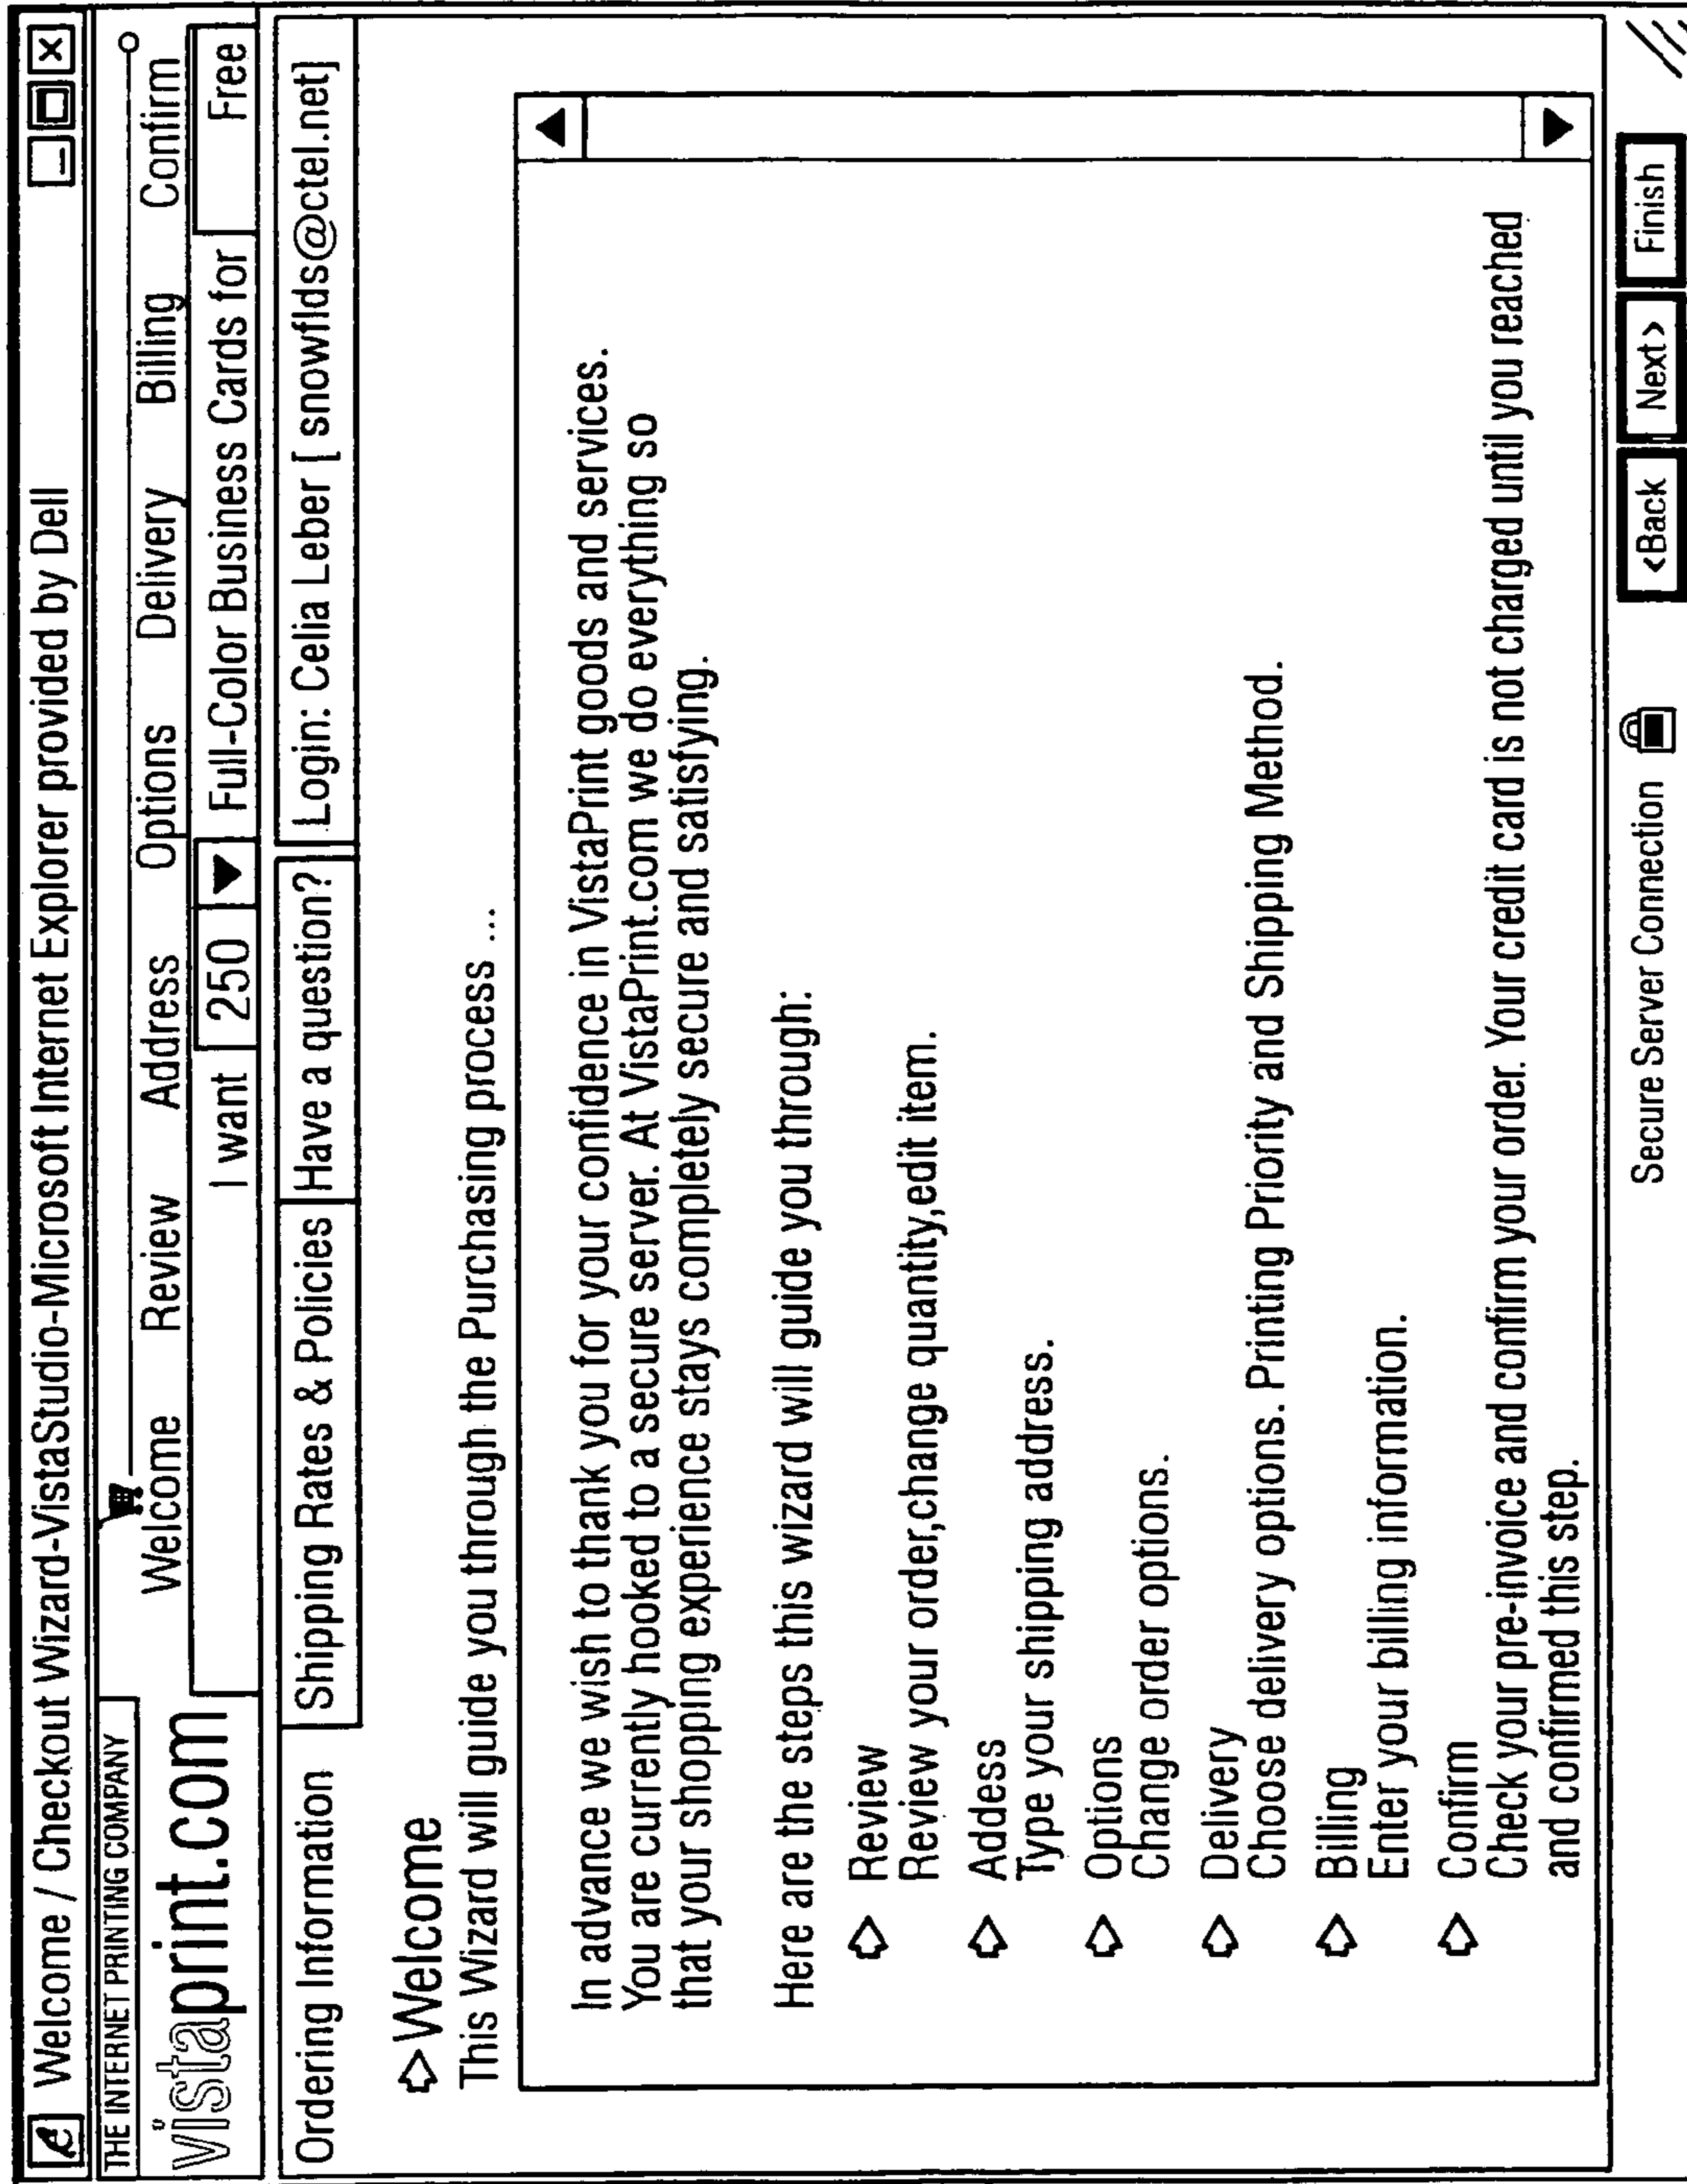 Welcome / Checkout Wizard-VistaStudio-Microsoft Internet Explorer provided by Dell
THE INTERNET PRINTING COMPANY
vistaprint.com
Welcome Review Address Options Delivery Billing Confirm
I want 250 Full-Color Business Cards for Free
Ordering Information Shipping Rates & Policies Have a question? Login: Celia Leber [ snowflds@ctel.net]
Welcome
This Wizard will guide you through the Purchasing process ...
In advance we wish to thank you for your confidence in VistaPrint goods and services.
You are currently hooked to a secure server. At VistaPrint.com we do everything so
that your shopping experience stays completely secure and satisfying.
Here are the steps this wizard will guide you through:
Review
Review your order,change quantity,edit item.
Addess
Type your shipping address.
Options
Change order options.
Delivery
Choose delivery options. Printing Priority and Shipping Method.
Billing
Enter your billing information.
Confirm
Check your pre-invoice and confirm your order. Your credit card is not charged until you reached
and confirmed this step.
Secure Server Connection <Back Next> Finish